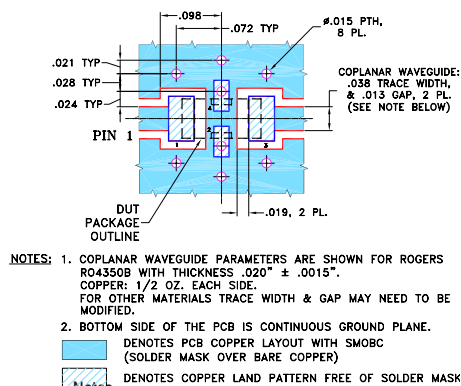 .098
.072 TYP
ø.015 PTH,
8 PL.
.021 TYP
.028 TYP
.024 TYP
COPLANAR WAVEGUIDE:
.038 TRACE WIDTH,
& .013 GAP, 2 PL.
(SEE NOTE BELOW)
PIN 1
4
2
1
3
DUT
PACKAGE
OUTLINE
.019, 2 PL.
NOTES: 1. COPLANAR WAVEGUIDE PARAMETERS ARE SHOWN FOR ROGERS
RO4350B WITH THICKNESS .020" ± .0015".
COPPER: 1/2 OZ. EACH SIDE.
FOR OTHER MATERIALS TRACE WIDTH & GAP MAY NEED TO BE
MODIFIED.
2. BOTTOM SIDE OF THE PCB IS CONTINUOUS GROUND PLANE.
DENOTES PCB COPPER LAYOUT WITH SMOBC
(SOLDER MASK OVER BARE COPPER)
DENOTES COPPER LAND PATTERN FREE OF SOLDER MASK